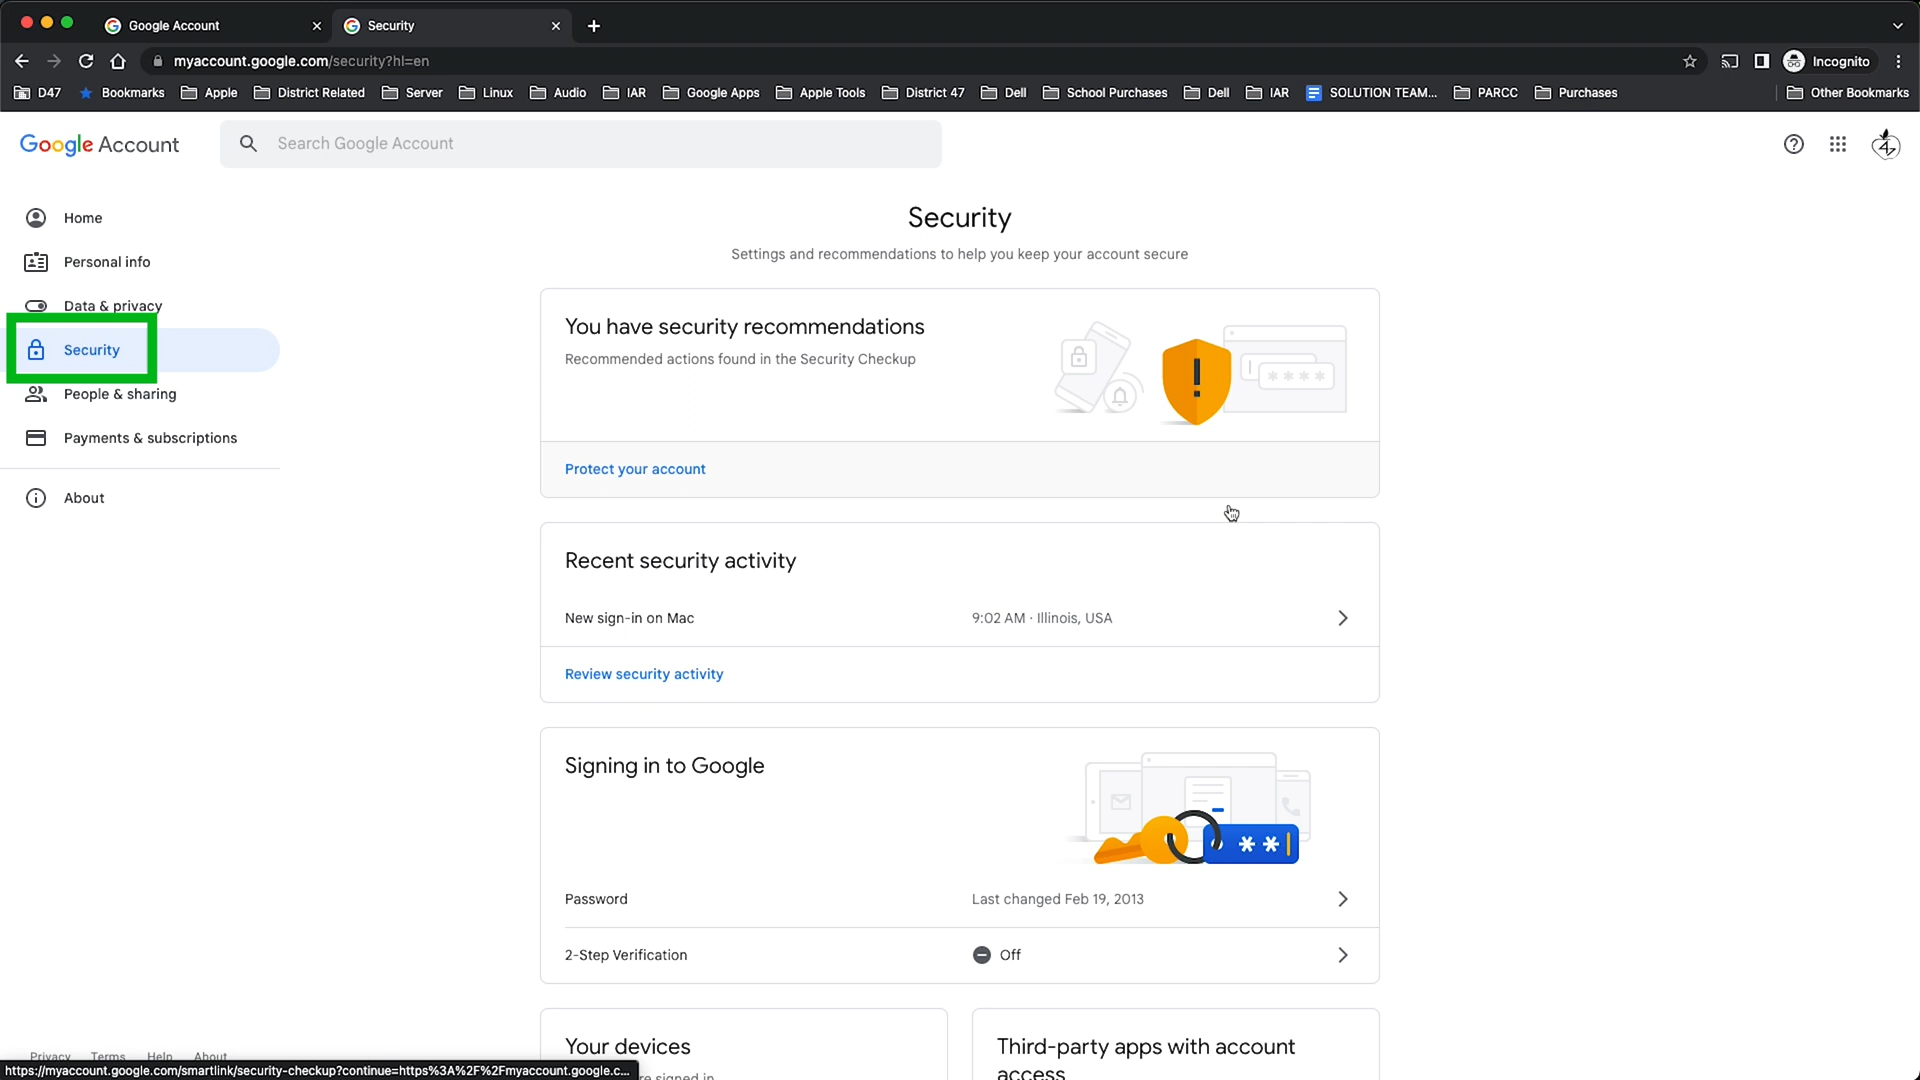 Google Account
Security
myaccount.google.com/security?hl=en
Incognito
D47
Bookmarks
Apple
District Related
Server
Linux
Audio
IAR
Google Apps
Apple Tools
District 47
Dell
School Purchases
Dell
IAR
SOLUTION TEAM...
PARCC
Purchases
Other Bookmarks
Google Account
Search Google Account
Home
Personal info
Data & privacy
Security
People & sharing
Payments & subscriptions
About
Security
Settings and recommendations to help you keep your account secure
You have security recommendations
Recommended actions found in the Security Checkup
Protect your account
Recent security activity
New sign-in on Mac
9:02 AM · Illinois, USA
Review security activity
Signing in to Google
Password
Last changed Feb 19, 2013
2-Step Verification
Off
Your devices
re signed in
Third-party apps with account
access
Privacy Terms Help About
https://myaccount.google.com/smartlink/security-checkup?continue=https%3A%2F%2Fmyaccount.google.c...